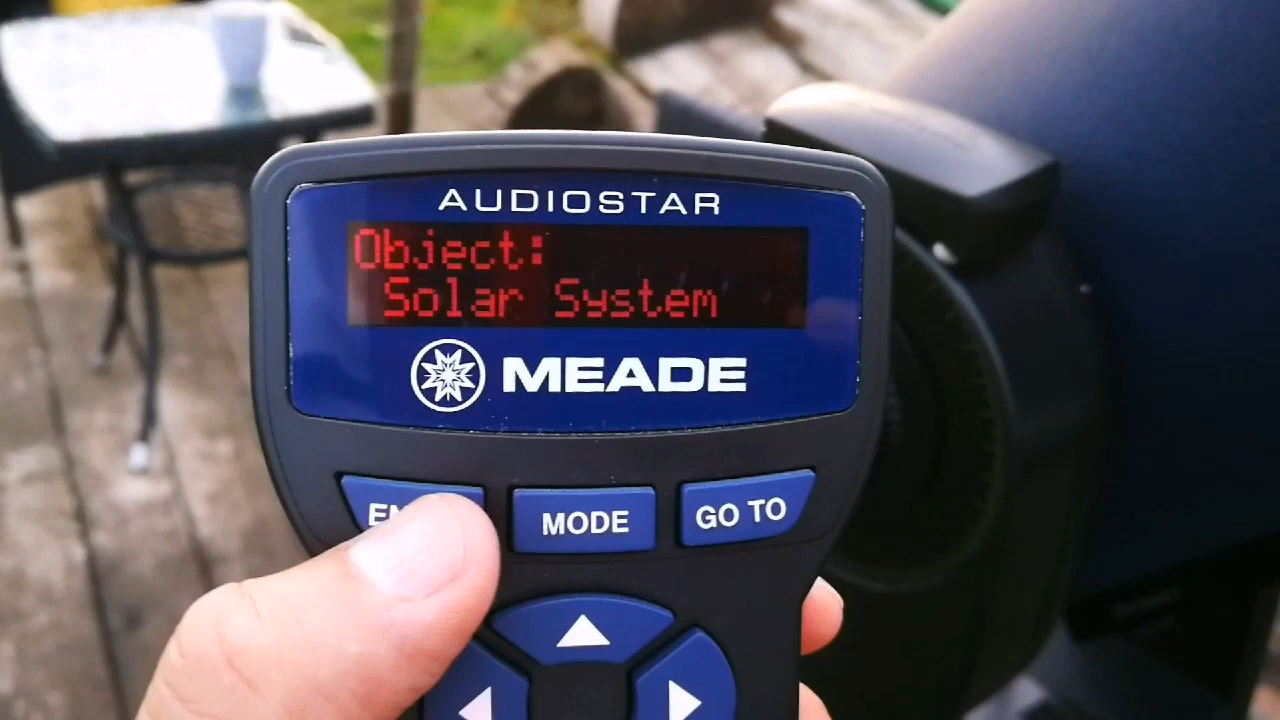 AUDIOSTAR
Object:
Solar System
MEADE
MODE
GO TO